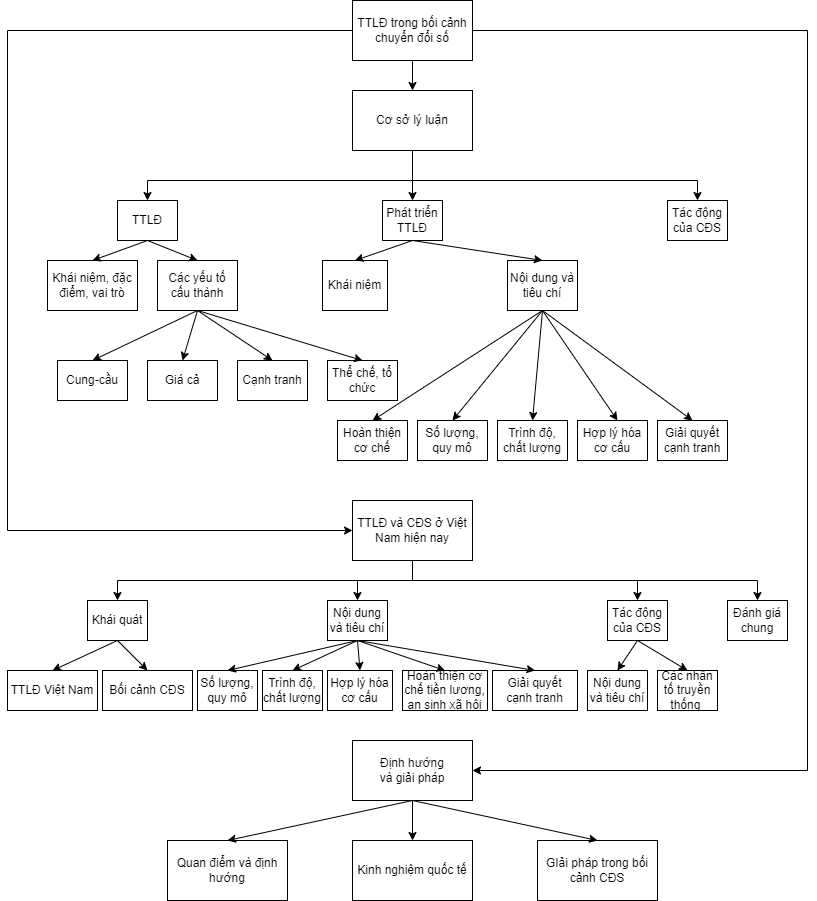 TTLĐ trong bối cảnh
chuyển đổi số
Cơ sở lý luận
TTLĐ
Phát triển
TTLĐ
Tác động
của CĐS
Khái niệm, đặc
điểm, vai trò
Các yếu tố
cấu thành
Khái niệm
Nội dung và
tiêu chí
Cung-cầu
Giá cả
Cạnh tranh
Thể chế, tổ
chức
Hoàn thiện
cơ chế
Số lượng,
quy mô
Trình độ,
chất lượng
Hợp lý hóa
cơ cấu
Giải quyết
cạnh tranh
TTLĐ và CĐS ở Việt
Nam hiện nay
Khái quát
Nội dung
và tiêu chí
Tác động
của CĐS
Đánh giá
chung
TTLĐ Việt Nam
Bối cảnh CĐS
Số lượng,
quy mô
Trình độ,
chất lượng
Hợp lý hóa
cơ cấu
Hoàn thiện cơ
chế tiền lương,
an sinh xã hội
Giải quyết
cạnh tranh
Nội dung
và tiêu chí
Các nhân
tố truyền
thống
Định hướng
và giải pháp
Quan điểm và định
hướng
Kinh nghiệm quốc tế
GIải pháp trong bối
cảnh CĐS